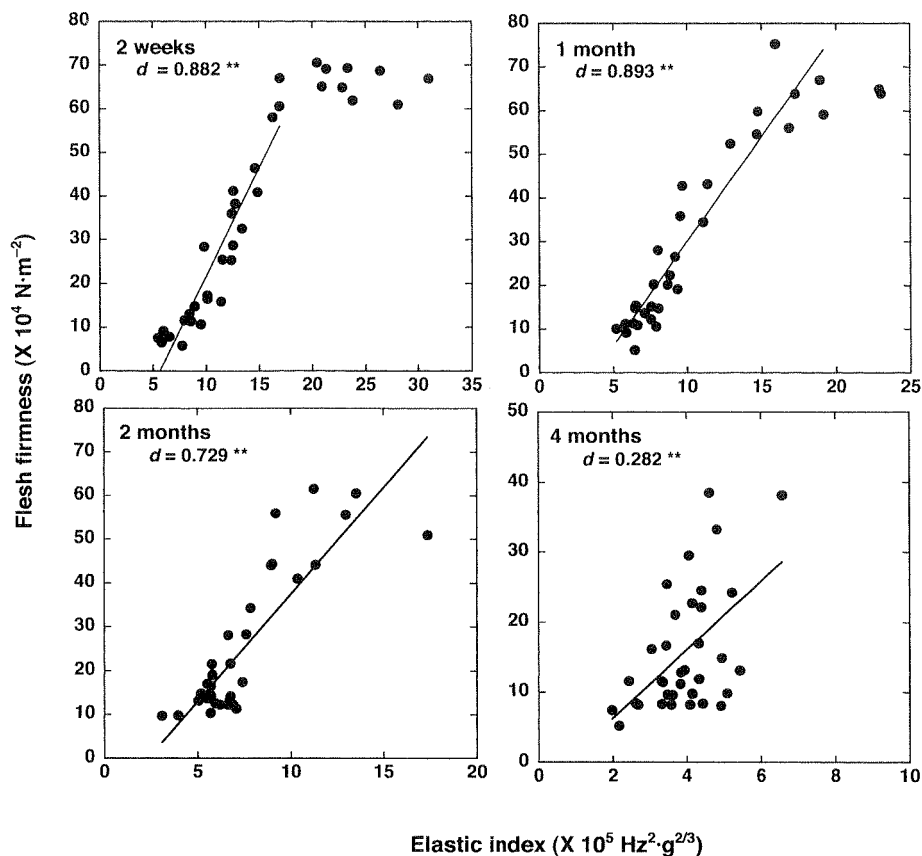 2 weeks
d = 0.882 **
80
70
60
50
40
30
20
10
0
0 5 10 15 20 25 30 35
1 month
d = 0.893 **
80
70
60
50
40
30
20
10
0
0 5 10 15 20 25
Flesh firmness (X 10⁴ N·m⁻²)
2 months
d = 0.729 **
80
70
60
50
40
30
20
10
0
0 5 10 15 20
4 months
d = 0.282 **
50
40
30
20
10
0
0 2 4 6 8 10
Elastic index (X 10⁵ Hz²·g²/³)